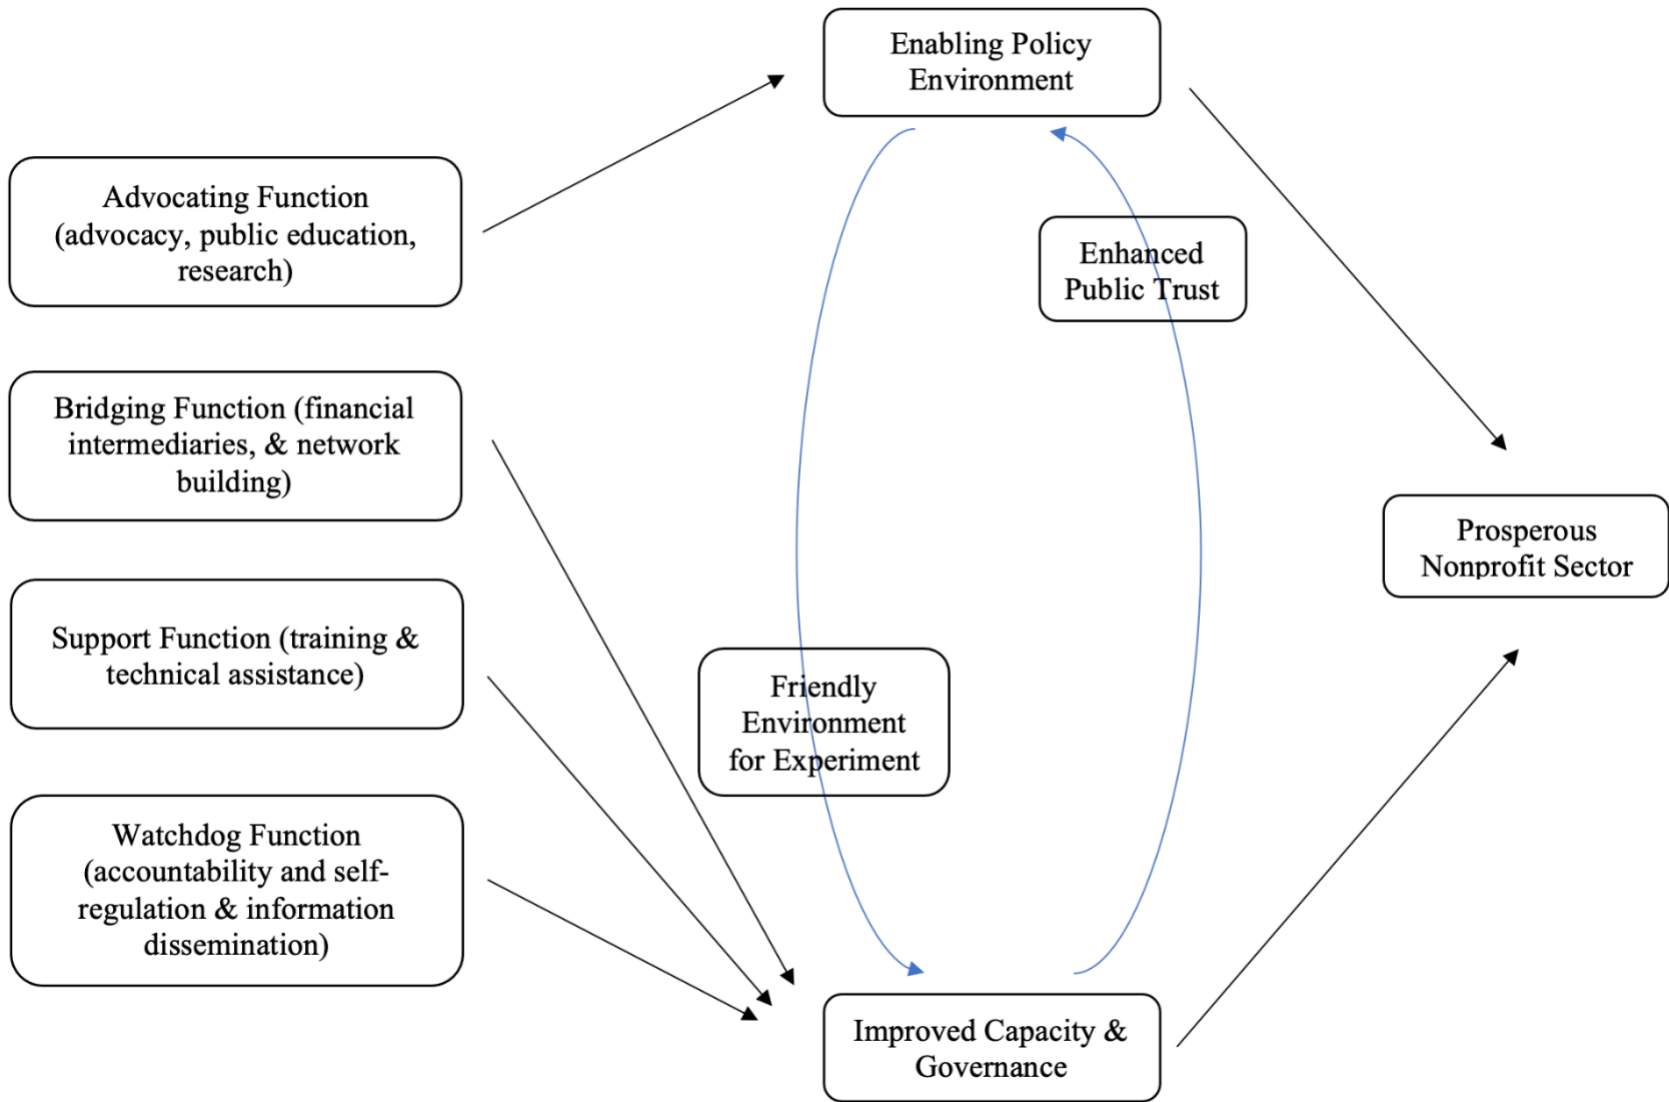 Enabling Policy
Environment
Advocating Function
(advocacy, public education,
research)
Enhanced
Public Trust
Bridging Function (financial
intermediaries, & network
building)
Prosperous
Nonprofit Sector
Support Function (training &
technical assistance)
Friendly
Environment
for Experiment
Watchdog Function
(accountability and self-
regulation & information
dissemination)
Improved Capacity &
Governance